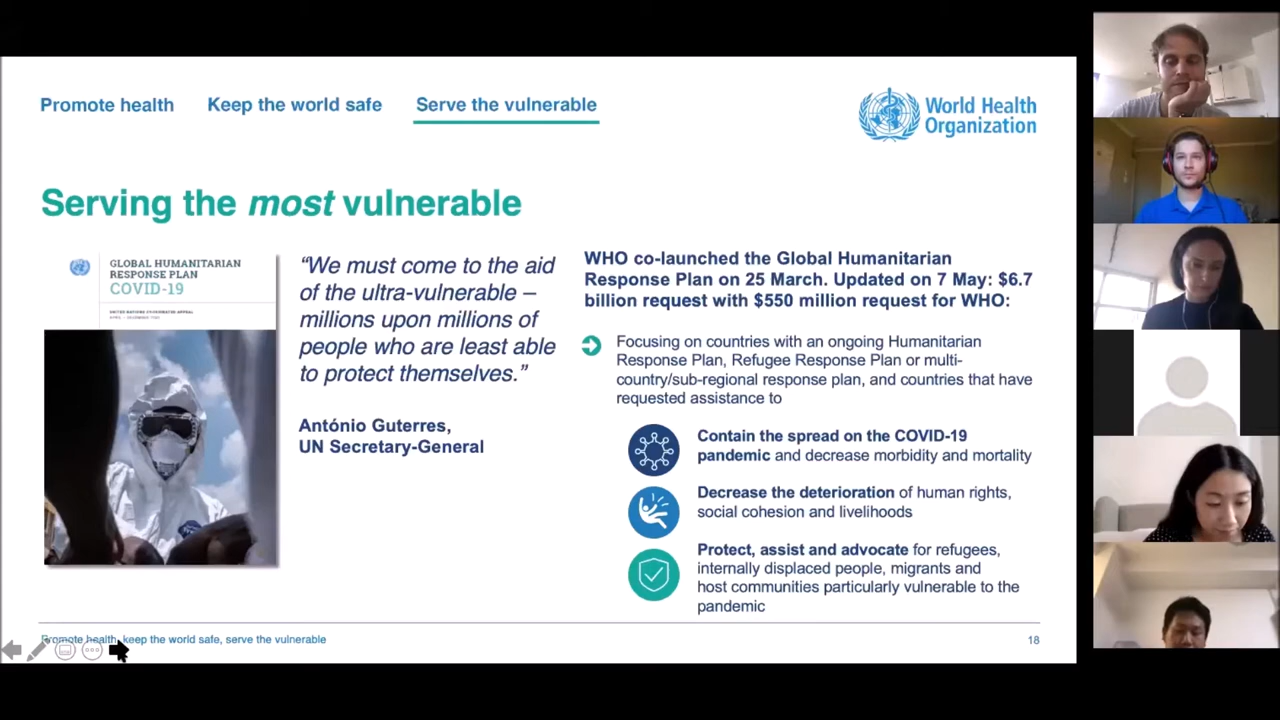 Promote health
Keep the world safe
Serve the vulnerable
World Health
Organization
Serving the most vulnerable
GLOBAL HUMANITARIAN
RESPONSE PLAN
COVID-19
UNITED NATIONS COORDINATED APPEAL
“We must come to the aid
of the ultra-vulnerable –
millions upon millions of
people who are least able
to protect themselves.”
António Guterres,
UN Secretary-General
WHO co-launched the Global Humanitarian
Response Plan on 25 March. Updated on 7 May: $6.7
billion request with $550 million request for WHO:
Focusing on countries with an ongoing Humanitarian
Response Plan, Refugee Response Plan or multi-
country/sub-regional response plan, and countries that have
requested assistance to
Contain the spread on the COVID-19
pandemic and decrease morbidity and mortality
Decrease the deterioration of human rights,
social cohesion and livelihoods
Protect, assist and advocate for refugees,
internally displaced people, migrants and
host communities particularly vulnerable to the
pandemic
Promote health, keep the world safe, serve the vulnerable
18